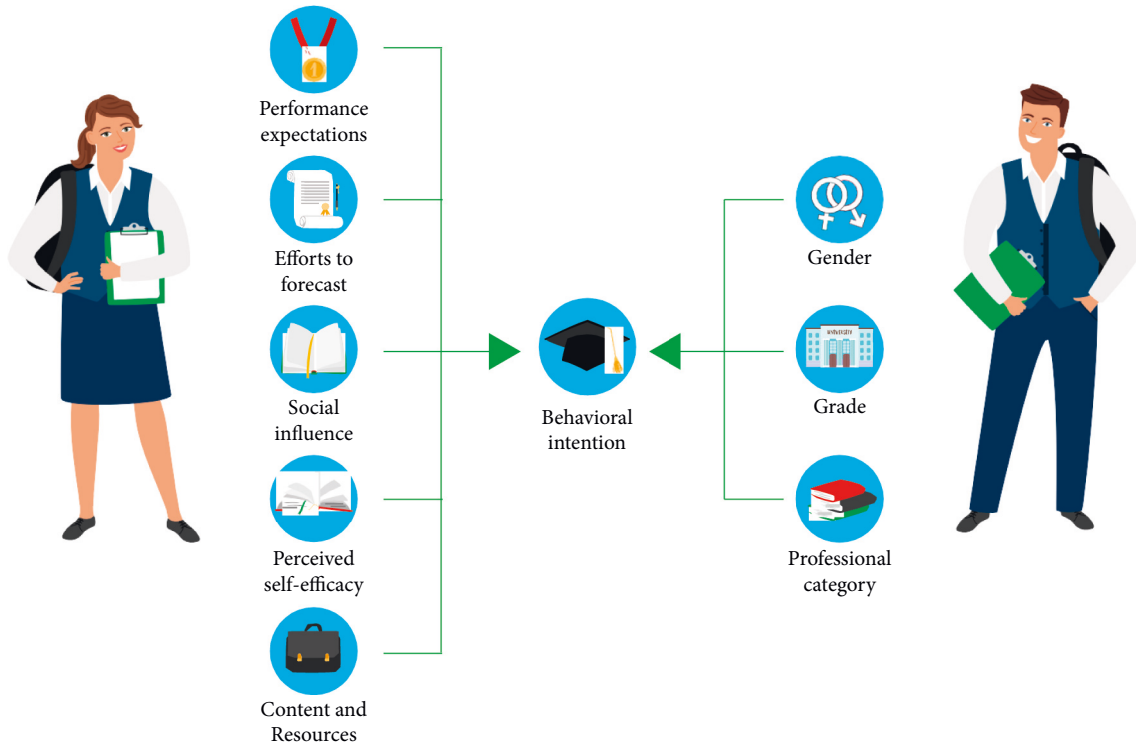 Performance
expectations
Efforts to
forecast
Social
influence
Perceived
self-efficacy
Content and
Resources
Behavioral
intention
Gender
UNIVERSITY
Grade
Professional
category